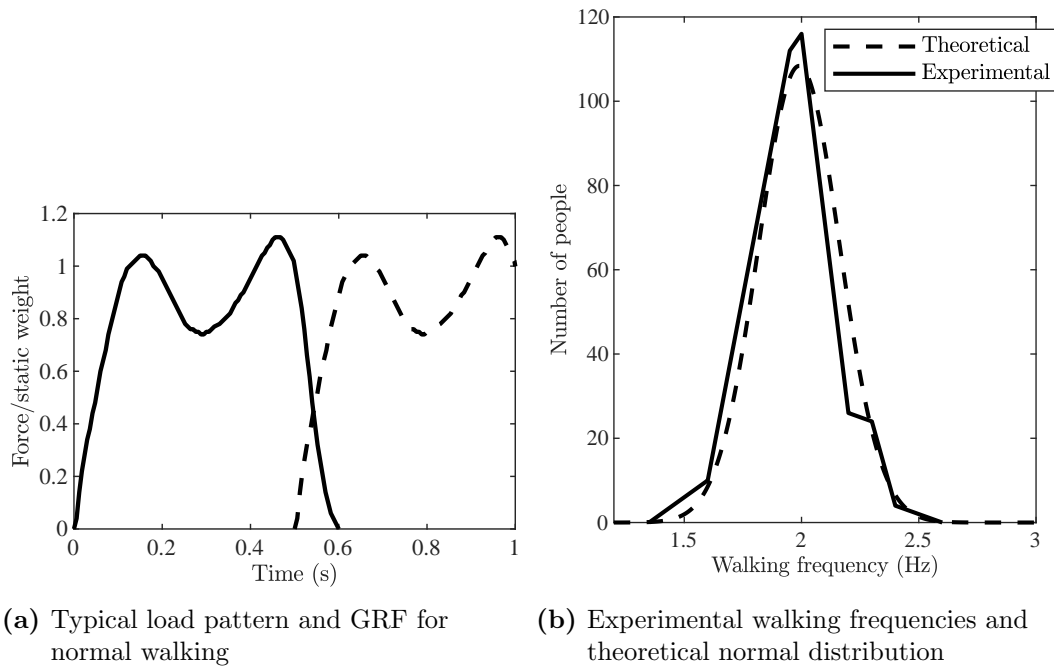 1.2
1
0.8
0.6
0.4
0.2
0
Force/static weight
0 0.2 0.4 0.6 0.8 1
Time (s)
(a) Typical load pattern and GRF for
normal walking
120
100
80
60
40
20
0
Number of people
Theoretical
Experimental
1.5 2 2.5 3
Walking frequency (Hz)
(b) Experimental walking frequencies and
theoretical normal distribution